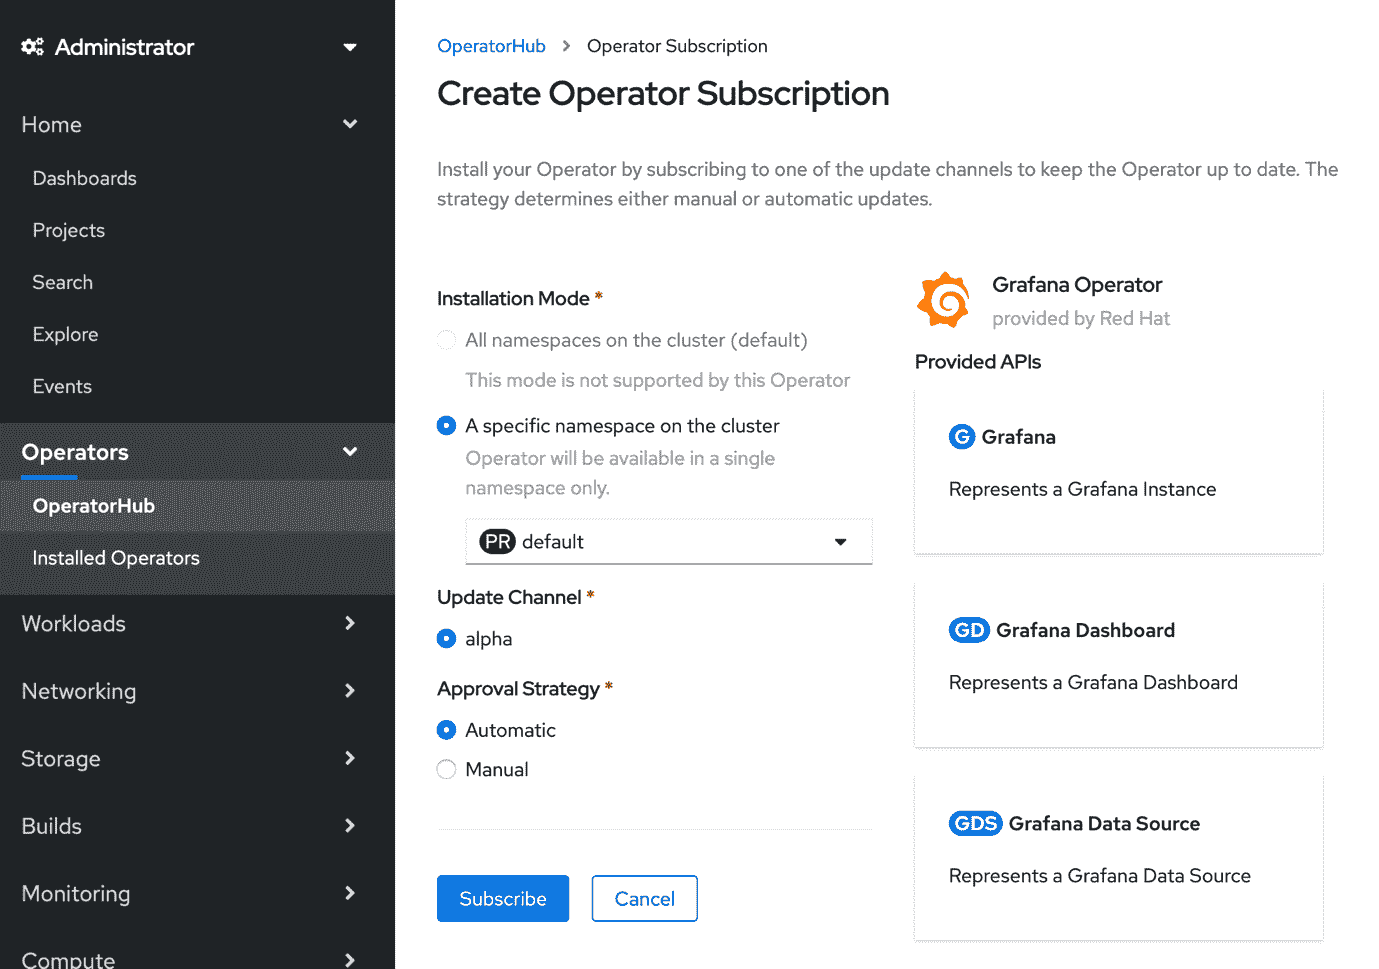 Administrator
Home
Dashboards
Projects
Search
Explore
Events
Operators
OperatorHub
Installed Operators
Workloads
Networking
Storage
Builds
Monitoring
Compute
OperatorHub > Operator Subscription
Create Operator Subscription
Install your Operator by subscribing to one of the update channels to keep the Operator up to date. The
strategy determines either manual or automatic updates.
Installation Mode *
All namespaces on the cluster (default)
This mode is not supported by this Operator
A specific namespace on the cluster
Operator will be available in a single
namespace only.
PR default
Update Channel *
alpha
Approval Strategy *
Automatic
Manual
Subscribe Cancel
Grafana Operator
provided by Red Hat
Provided APIs
G Grafana
Represents a Grafana Instance
GD Grafana Dashboard
Represents a Grafana Dashboard
GDS Grafana Data Source
Represents a Grafana Data Source